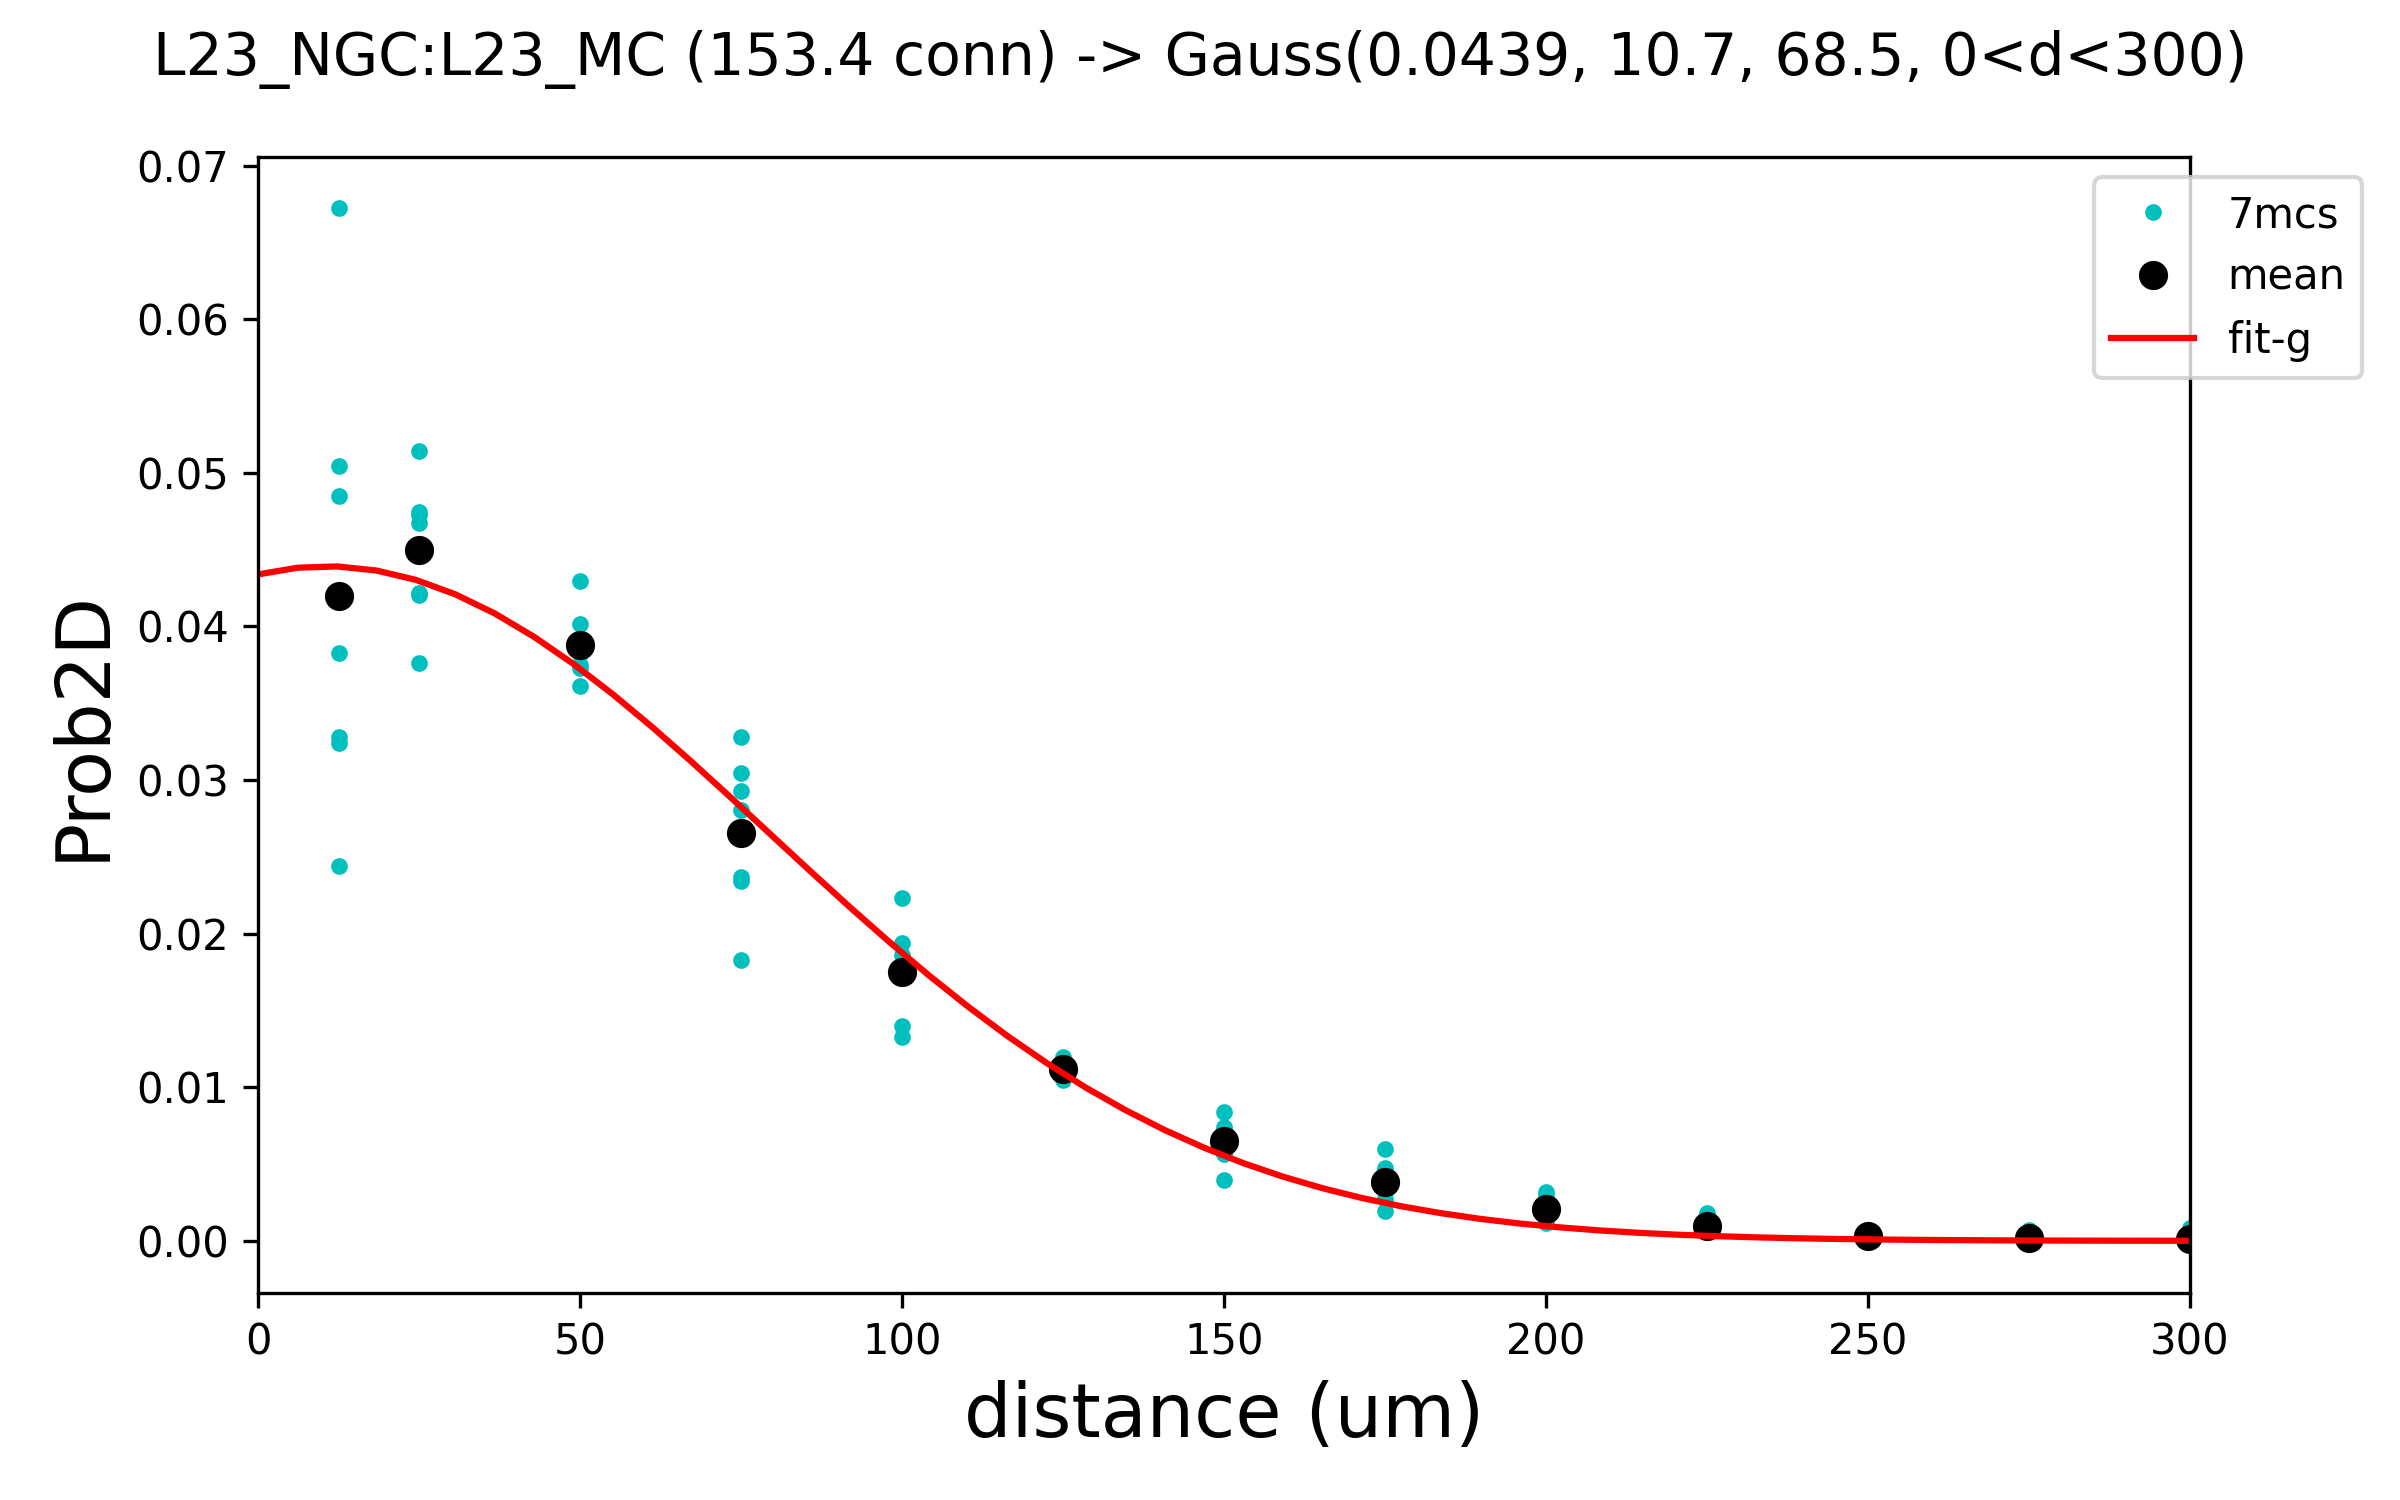 L23_NGC:L23_MC (153.4 conn) -> Gauss(0.0439, 10.7, 68.5, 0<d<300)
7mcs
mean
fit-g
Prob2D
0.07
0.06
0.05
0.04
0.03
0.02
0.01
0.00
0 50 100 150 200 250 300
distance (um)